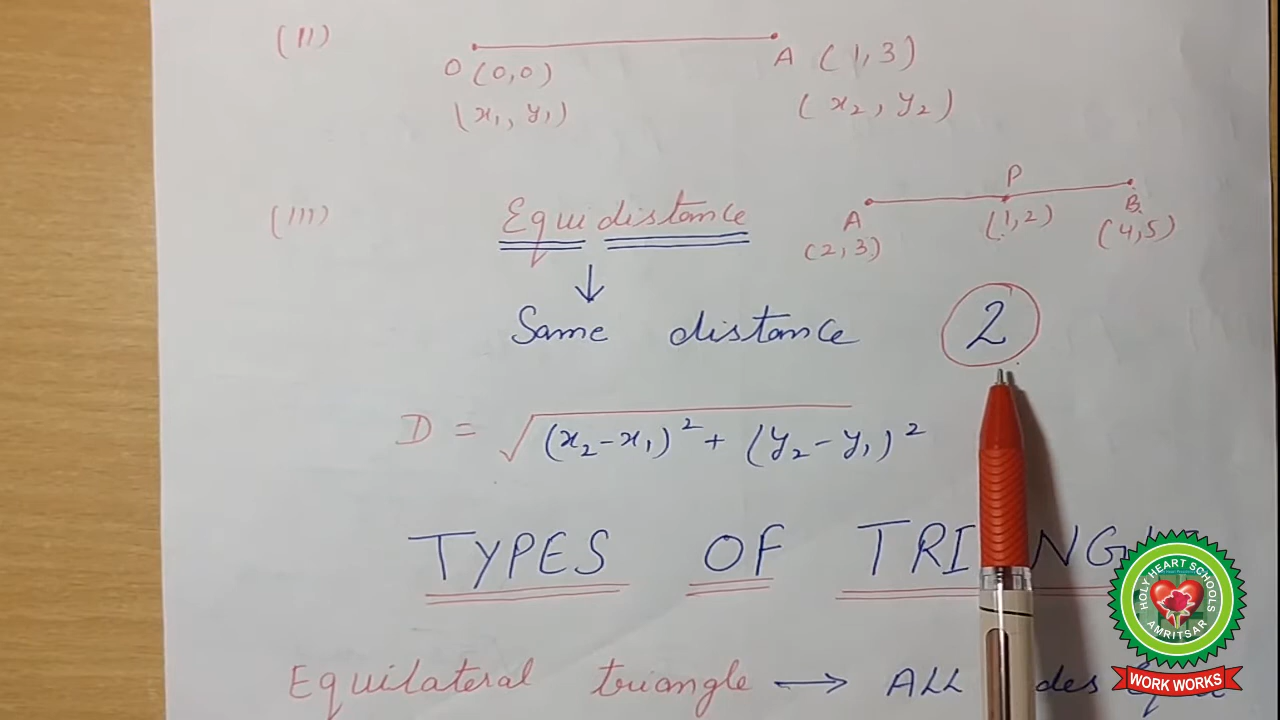 (II)
O (0,0) A (1,3)
(x₁, y₁) (x₂, y₂)
(III) Equidistance P
A (1,2) B
(2,3) (4,5)
↓
Same distance 2
D = √(x₂-x₁)² + (y₂-y₁)²
TYPES OF
Equilateral triangle → ALL
HOLY HEART SCHOOLS
AMRITSAR
WORK WORKS